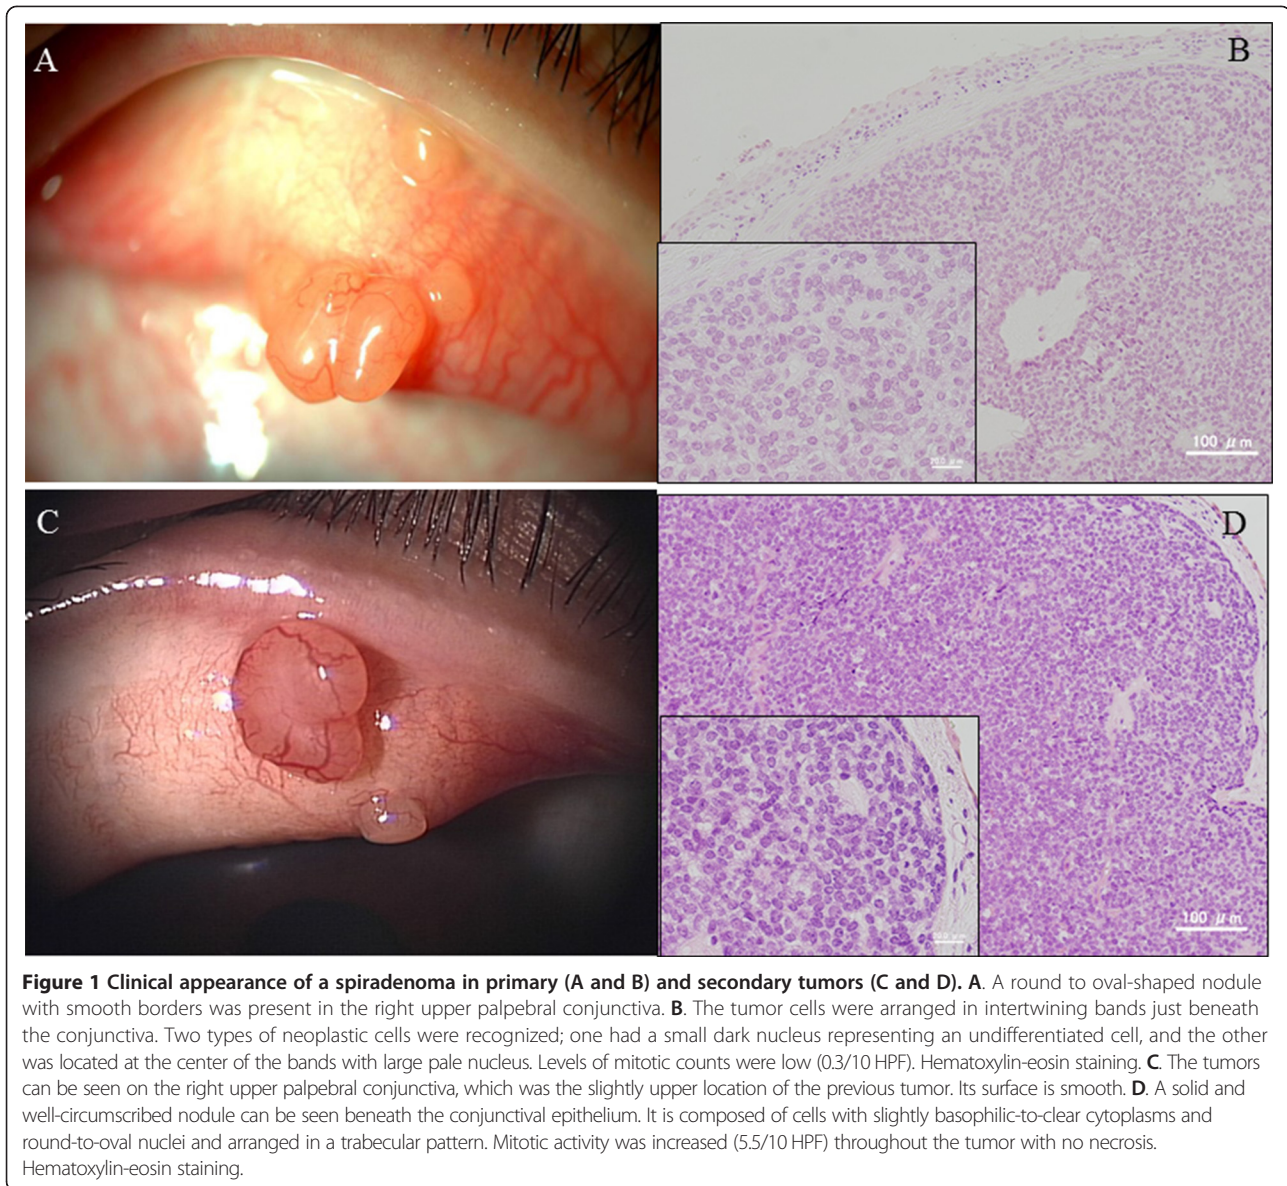 A
B
100 μm
C
D
100 μm
Figure 1 Clinical appearance of a spiradenoma in primary (A and B) and secondary tumors (C and D). A. A round to oval-shaped nodule
with smooth borders was present in the right upper palpebral conjunctiva. B. The tumor cells were arranged in intertwining bands just beneath
the conjunctiva. Two types of neoplastic cells were recognized; one had a small dark nucleus representing an undifferentiated cell, and the other
was located at the center of the bands with large pale nucleus. Levels of mitotic counts were low (0.3/10 HPF). Hematoxylin-eosin staining. C. The tumors
can be seen on the right upper palpebral conjunctiva, which was the slightly upper location of the previous tumor. Its surface is smooth. D. A solid and
well-circumscribed nodule can be seen beneath the conjunctival epithelium. It is composed of cells with slightly basophilic-to-clear cytoplasms and
round-to-oval nuclei and arranged in a trabecular pattern. Mitotic activity was increased (5.5/10 HPF) throughout the tumor with no necrosis.
Hematoxylin-eosin staining.